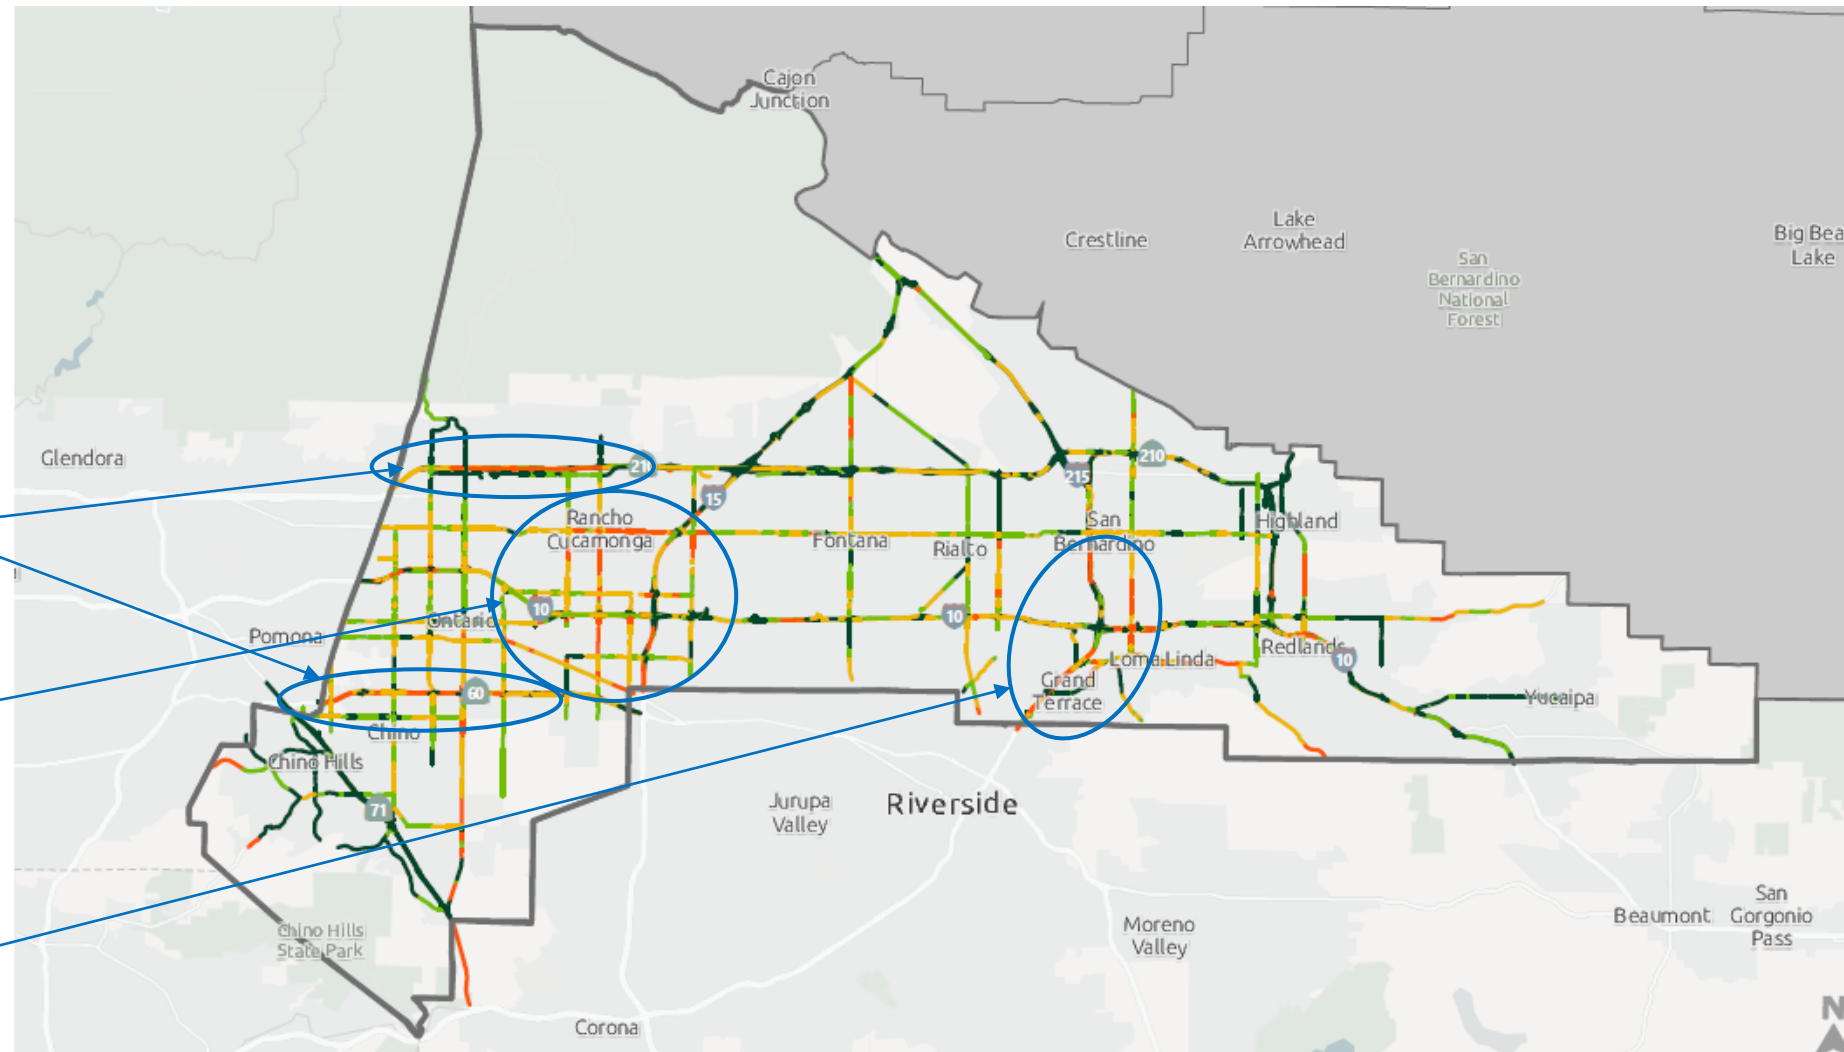 Cajon
Junction
Lake
Arrowhead
Crestline
Big Bea
Lake
San
Bernardino
National
Forest
Glendora
210
210
215
15
Rancho
Cucamonga
San
Bernardino
Highland
Fontana
Rialto
10
10
Ontario
Pomona
Loma Linda
Redlands
10
Grand
Terrace
60
Yucaipa
Chino
Chino Hills
71
Jurupa
Valley
Riverside
Chino Hills
State Park
Moreno
Valley
Beaumont
San
Gorgonio
Pass
Corona
N